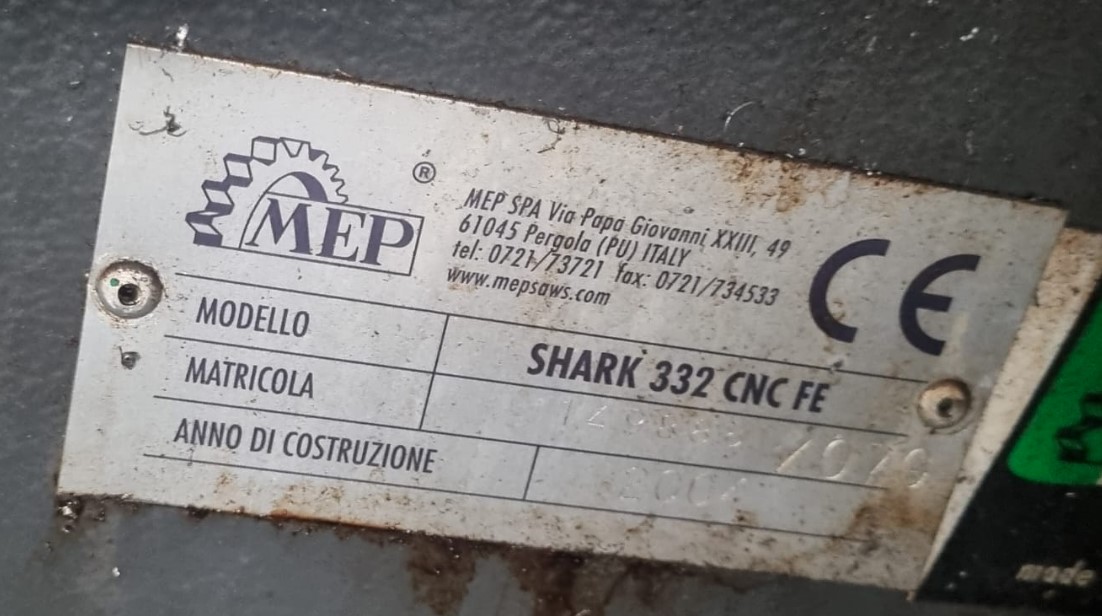 MEP ®
MEP SPA Via Papa Giovanni XXIII, 49
61045 Pergola (PU) ITALY
tel: 0721/73721 fax: 0721/734533
www.mepsaws.com
CE
MODELLO SHARK 332 CNC FE
MATRICOLA
ANNO DI COSTRUZIONE
made